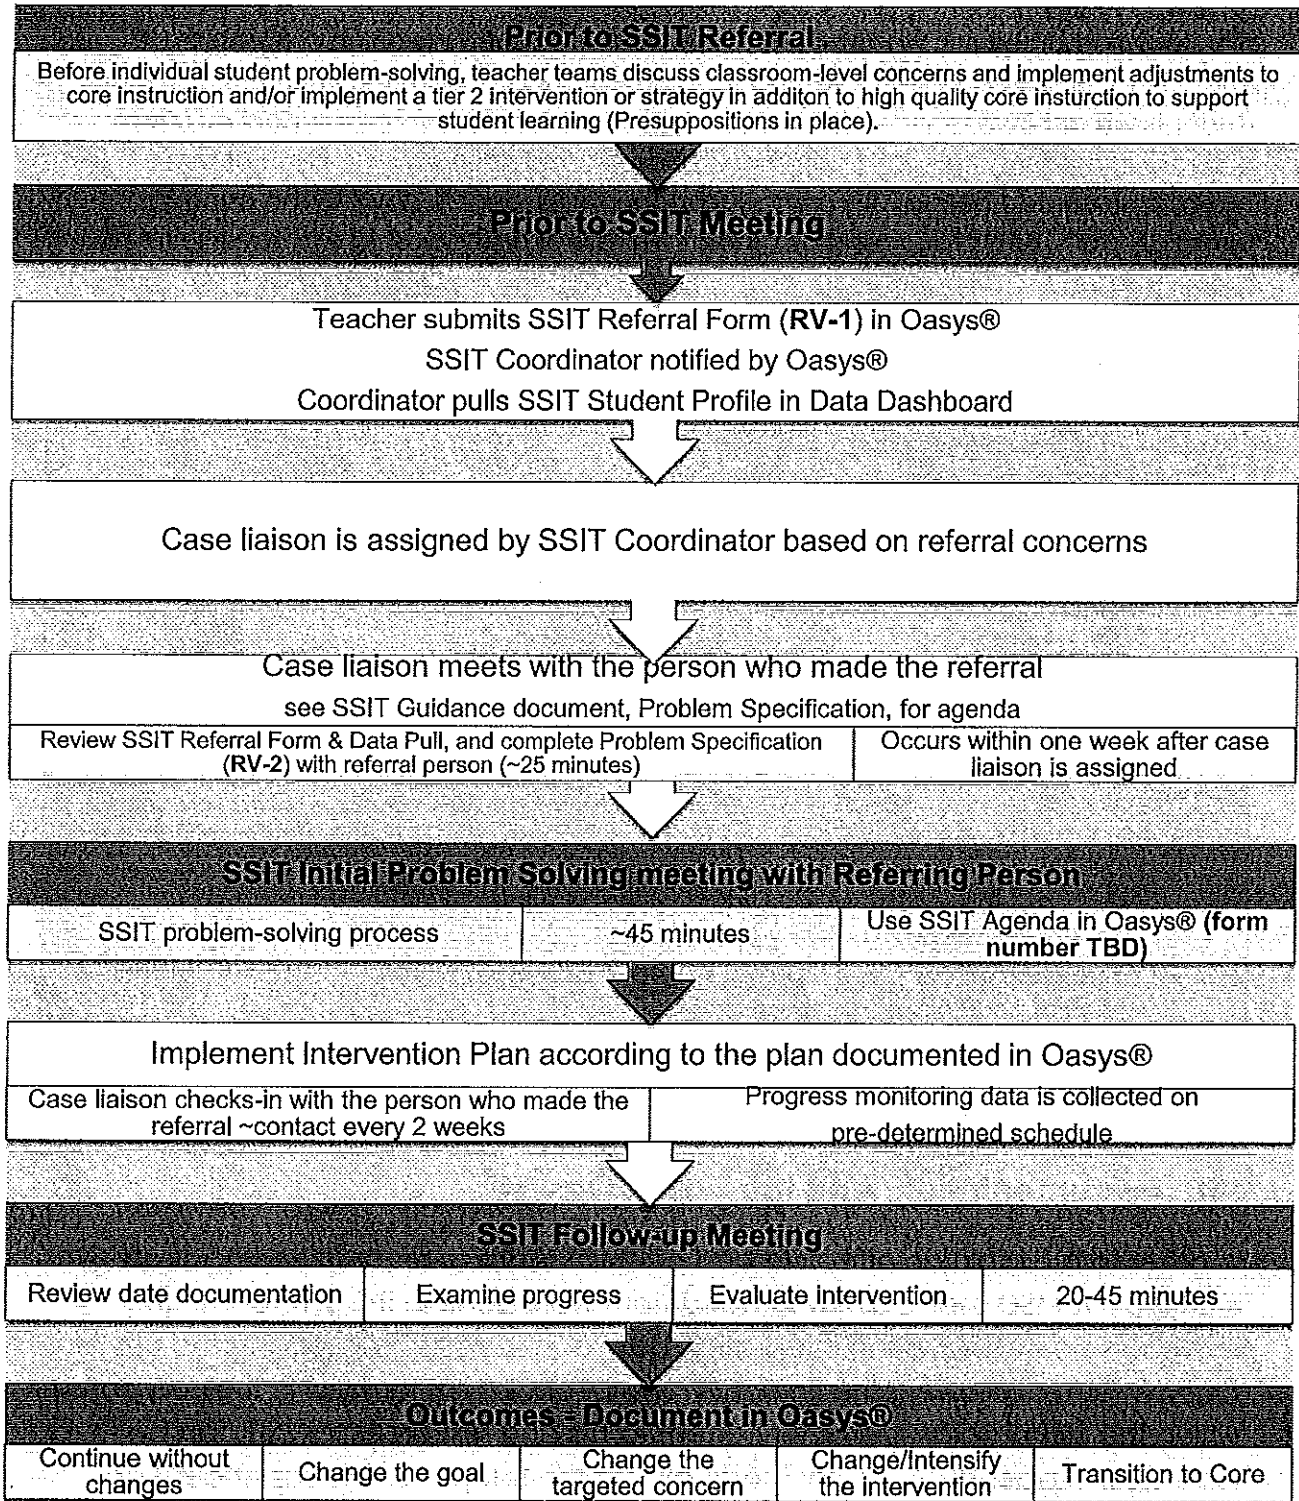 Prior to SSIT Referral
Before individual student problem-solving, teacher teams discuss classroom-level concerns and implement adjustments to
core instruction and/or implement a tier 2 intervention or strategy in additon to high quality core insturction to support
student learning (Presuppositions in place).
Prior to SSIT Meeting
Teacher submits SSIT Referral Form (RV-1) in Oasys®
SSIT Coordinator notified by Oasys®
Coordinator pulls SSIT Student Profile in Data Dashboard
Case liaison is assigned by SSIT Coordinator based on referral concerns
Case liaison meets with the person who made the referral
see SSIT Guidance document, Problem Specification, for agenda
Review SSIT Referral Form & Data Pull, and complete Problem Specification
(RV-2) with referral person (~25 minutes)
Occurs within one week after case
liaison is assigned
SSIT Initial Problem Solving meeting with Referring Person
SSIT problem-solving process
~45 minutes
Use SSIT Agenda in Oasys® (form
number TBD)
Implement Intervention Plan according to the plan documented in Oasys®
Case liaison checks-in with the person who made the
referral ~contact every 2 weeks
Progress monitoring data is collected on
pre-determined schedule
SSIT Follow-up Meeting
Review date documentation
Examine progress
Evaluate intervention
20-45 minutes
Outcomes - Document in Oasys®
Continue without
changes
Change the goal
Change the
targeted concern
Change/Intensify
the intervention
Transition to Core